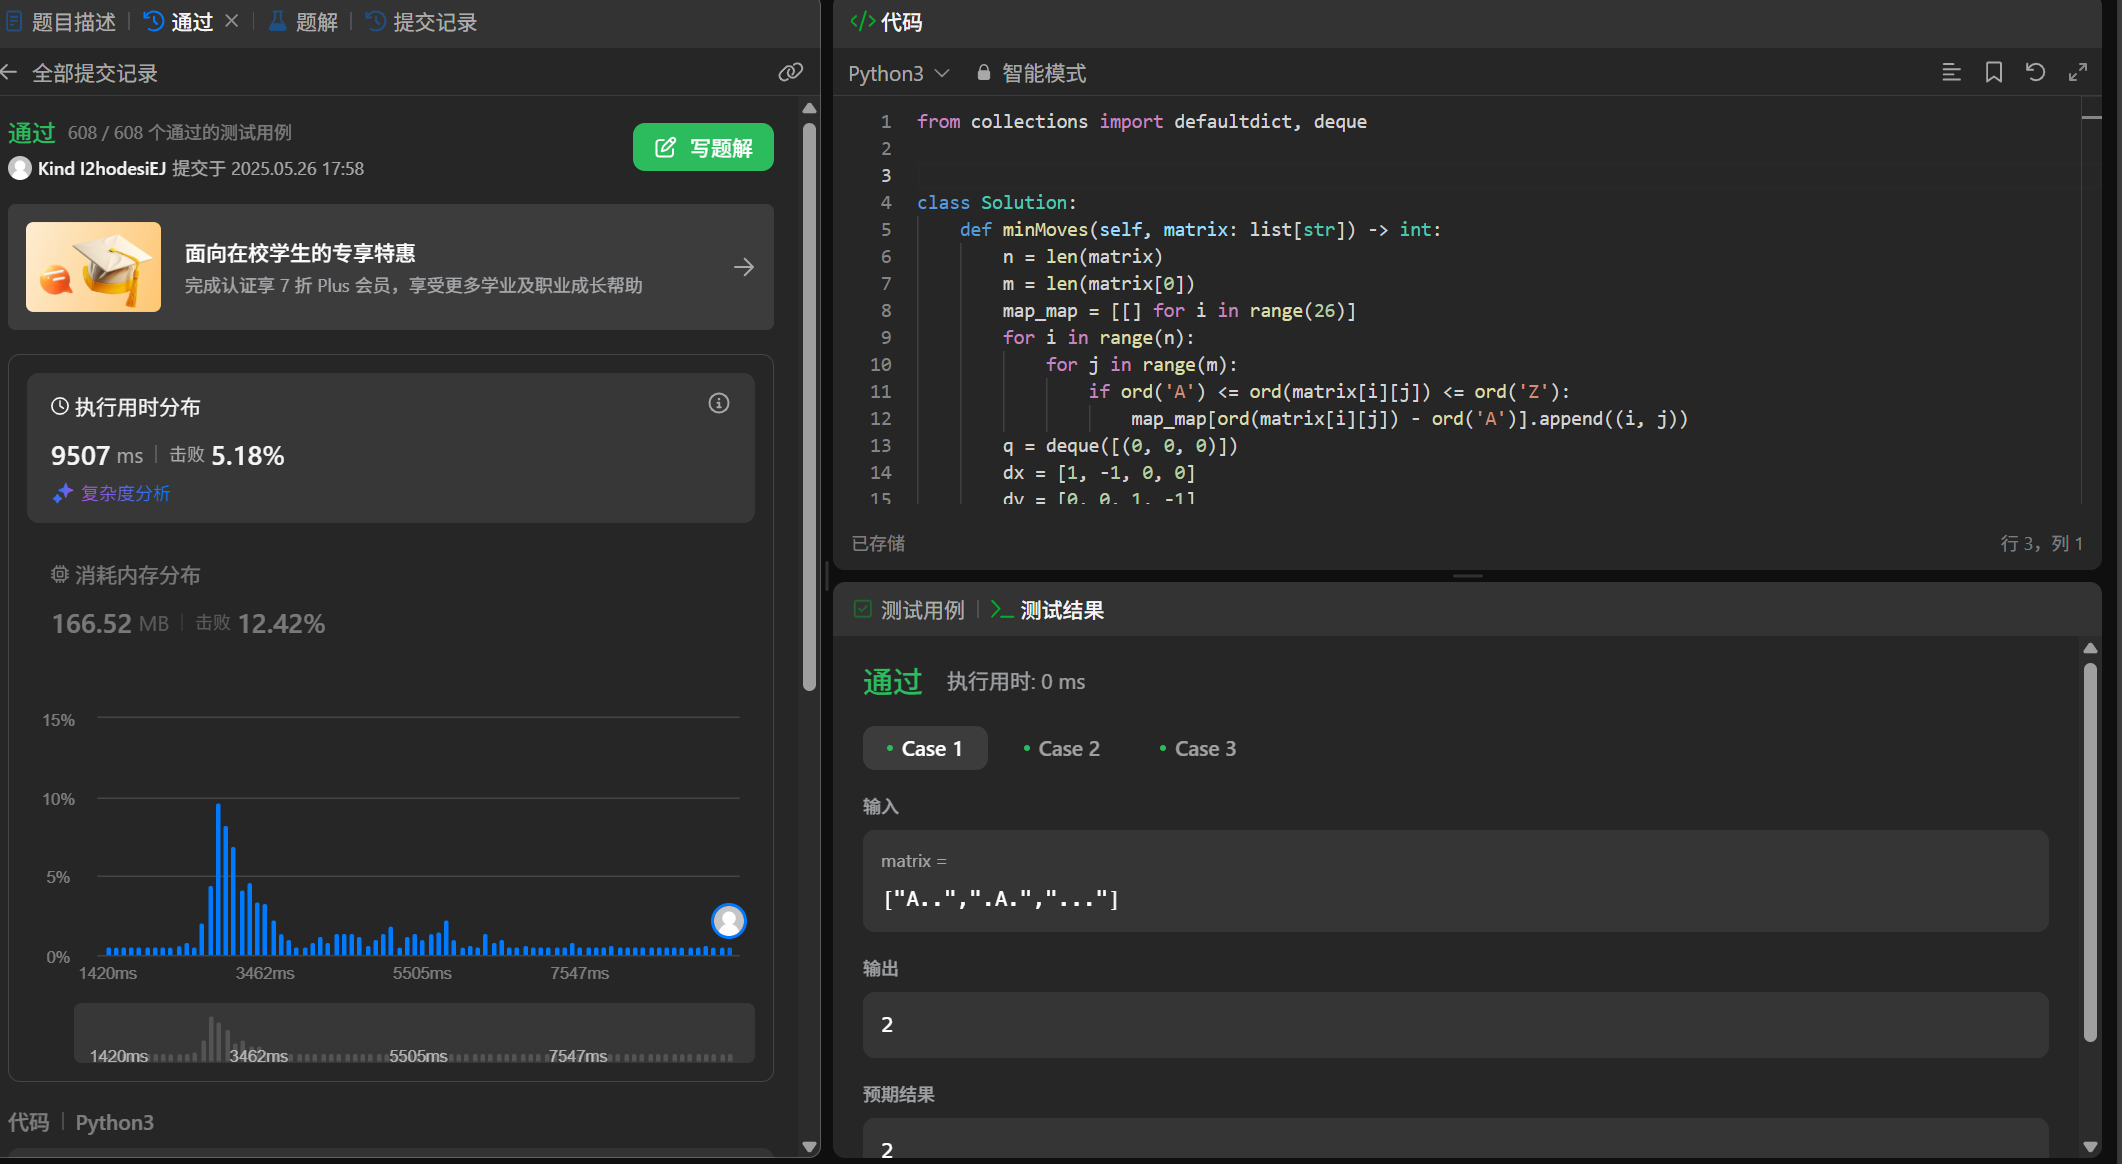 题目描述 | 通过 × | 题解 | 提交记录
全部提交记录
通过 608 / 608 个通过的测试用例
Kind I2hodesiEJ 提交于 2025.05.26 17:58
写题解
面向在校学生的专享特惠
完成认证享 7 折 Plus 会员，享受更多学业及职业成长帮助
执行用时分布
9507 ms | 击败 5.18%
复杂度分析
消耗内存分布
166.52 MB | 击败 12.42%
15%
10%
5%
0%
1420ms 3462ms 5505ms 7547ms
1420ms 3462ms 5505ms 7547ms
代码 | Python3
</> 代码
Python3 智能模式
1 from collections import defaultdict, deque
2
3
4 class Solution:
5     def minMoves(self, matrix: list[str]) -> int:
6         n = len(matrix)
7         m = len(matrix[0])
8         map_map = [[] for i in range(26)]
9         for i in range(n):
10             for j in range(m):
11                 if ord('A') <= ord(matrix[i][j]) <= ord('Z'):
12                     map_map[ord(matrix[i][j]) - ord('A')].append((i, j))
13         q = deque([(0, 0, 0)])
14         dx = [1, -1, 0, 0]
15         dy = [0, 0, 1, -1]
已存储
行 3，列 1
测试用例 | >_ 测试结果
通过 执行用时: 0 ms
• Case 1 • Case 2 • Case 3
输入
matrix =
["A..",".A.","..."]
输出
2
预期结果
2